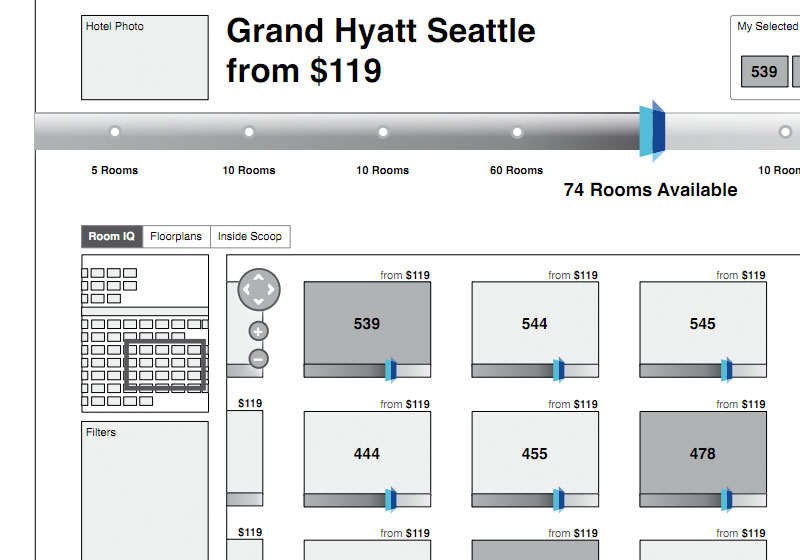 Hotel Photo
Grand Hyatt Seattle
from $119
My Selected
539
5 Rooms
10 Rooms
10 Rooms
60 Rooms
10 Room
74 Rooms Available
Room IQ
Floorplans
Inside Scoop
from $119
from $119
from $119
539
544
545
$119
from $119
from $119
from $119
444
455
478
Filters
$119
from $119
from $119
from $119